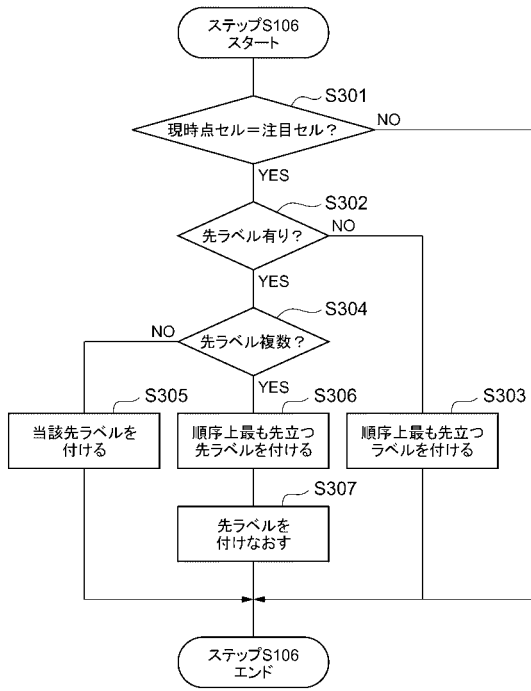 ステップS106
スタート
S301
現時点セル＝注目セル？
NO
YES
S302
先ラベル有り？
NO
YES
S304
先ラベル複数？
NO
YES
S305
当該先ラベルを
付ける
S306
順序上最も先立つ
先ラベルを付ける
S303
順序上最も先立つ
ラベルを付ける
S307
先ラベルを
付けなおす
ステップS106
エンド